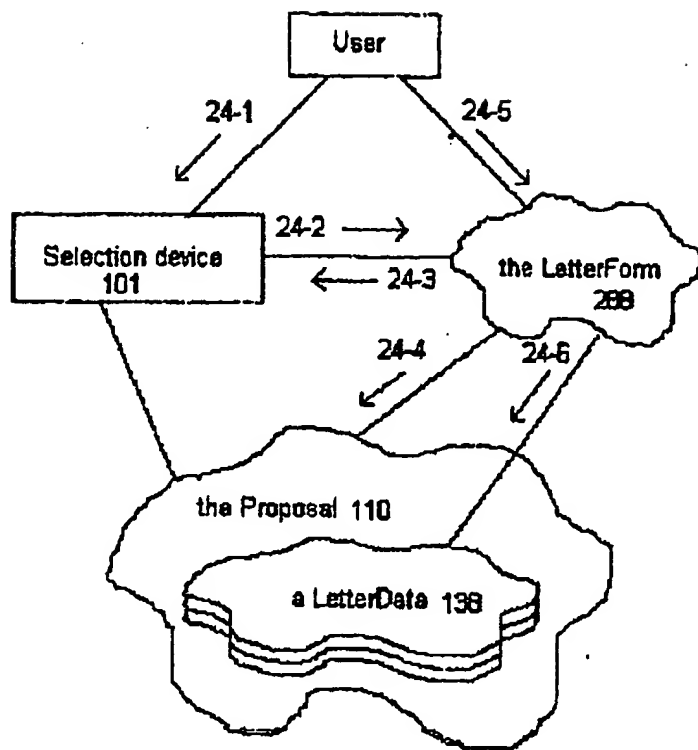 User
24-1
24-5
24-2
Selection device
101
the LetterForm
288
24-3
24-4
24-6
the Proposal 110
a LetterData 138